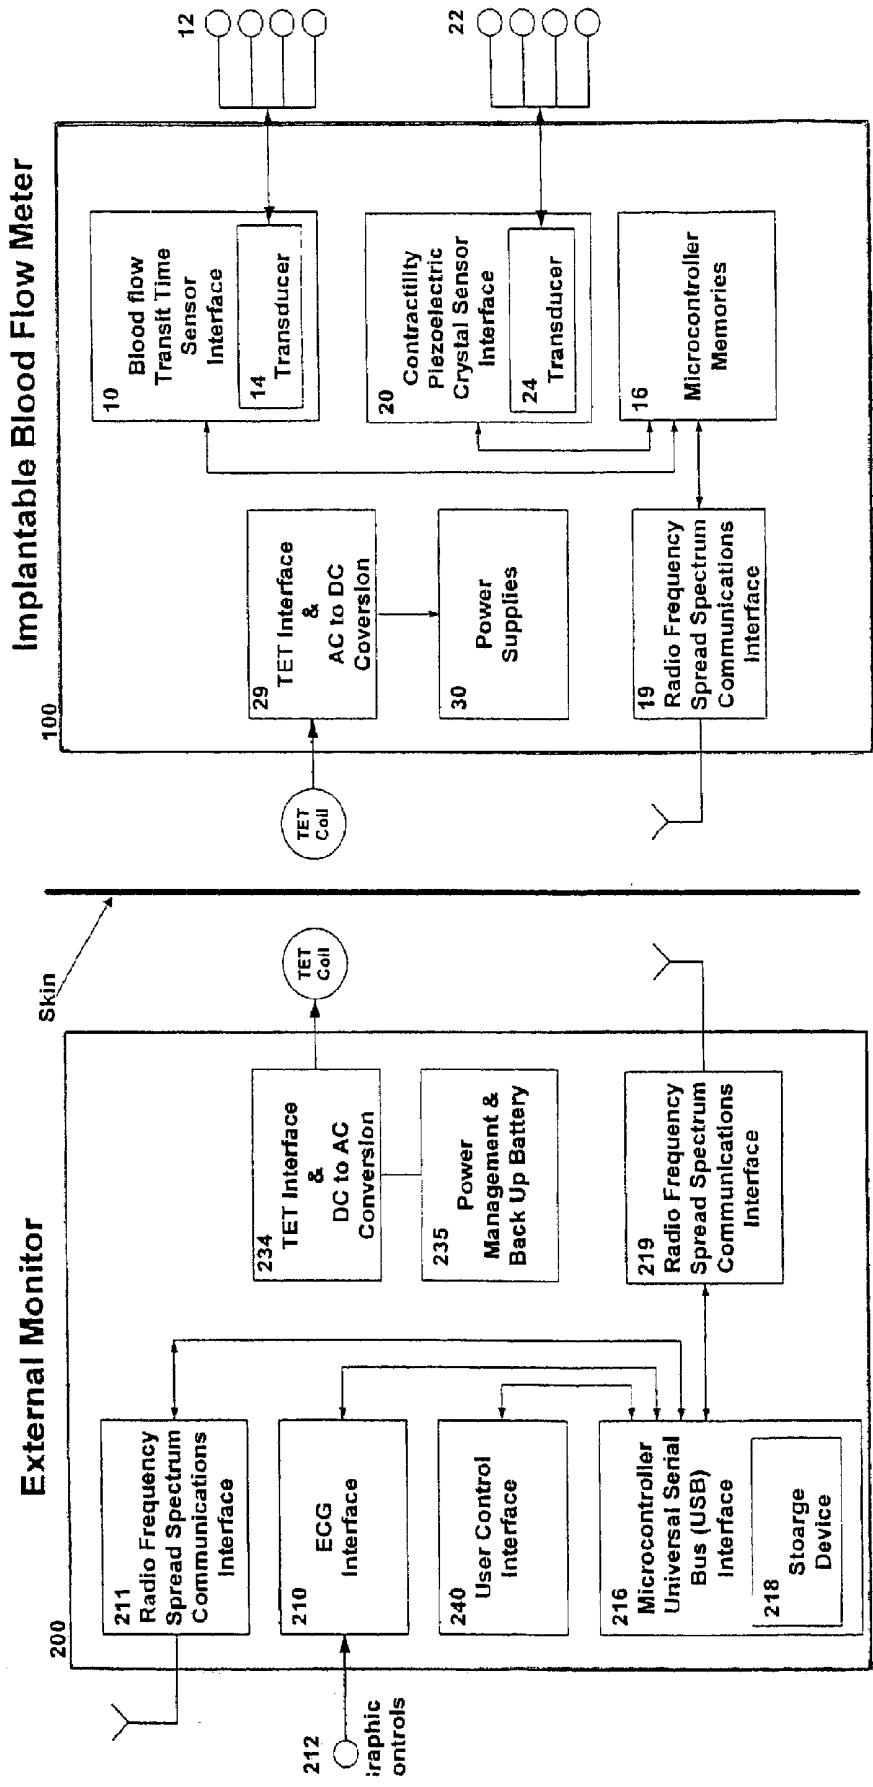 External Monitor
200
211
Radio Frequency
Spread Spectrum
Communications
Interface
210
ECG
Interface
212
240
User Control
Interface
216
Microcontroller
Universal Serial
Bus (USB)
Interface
218
Stoarge
Device
234
TET Interface
&
DC to AC
Conversion
235
Power
Management &
Back Up Battery
219
Radio Frequency
Spread Spectrum
Communications
Interface
TET
Coil
Skin
Implantable Blood Flow Meter
100
TET
Coil
29
TET Interface
&
AC to DC
Coversion
30
Power
Supplies
19
Radio Frequency
Spread Spectrum
Communications
Interface
10
Blood flow
Transit Time
Sensor
Interface
14
Transducer
20
Contractility
Piezoelectric
Crystal Sensor
Interface
24
Transducer
16
Microcontroller
Memories
12
22